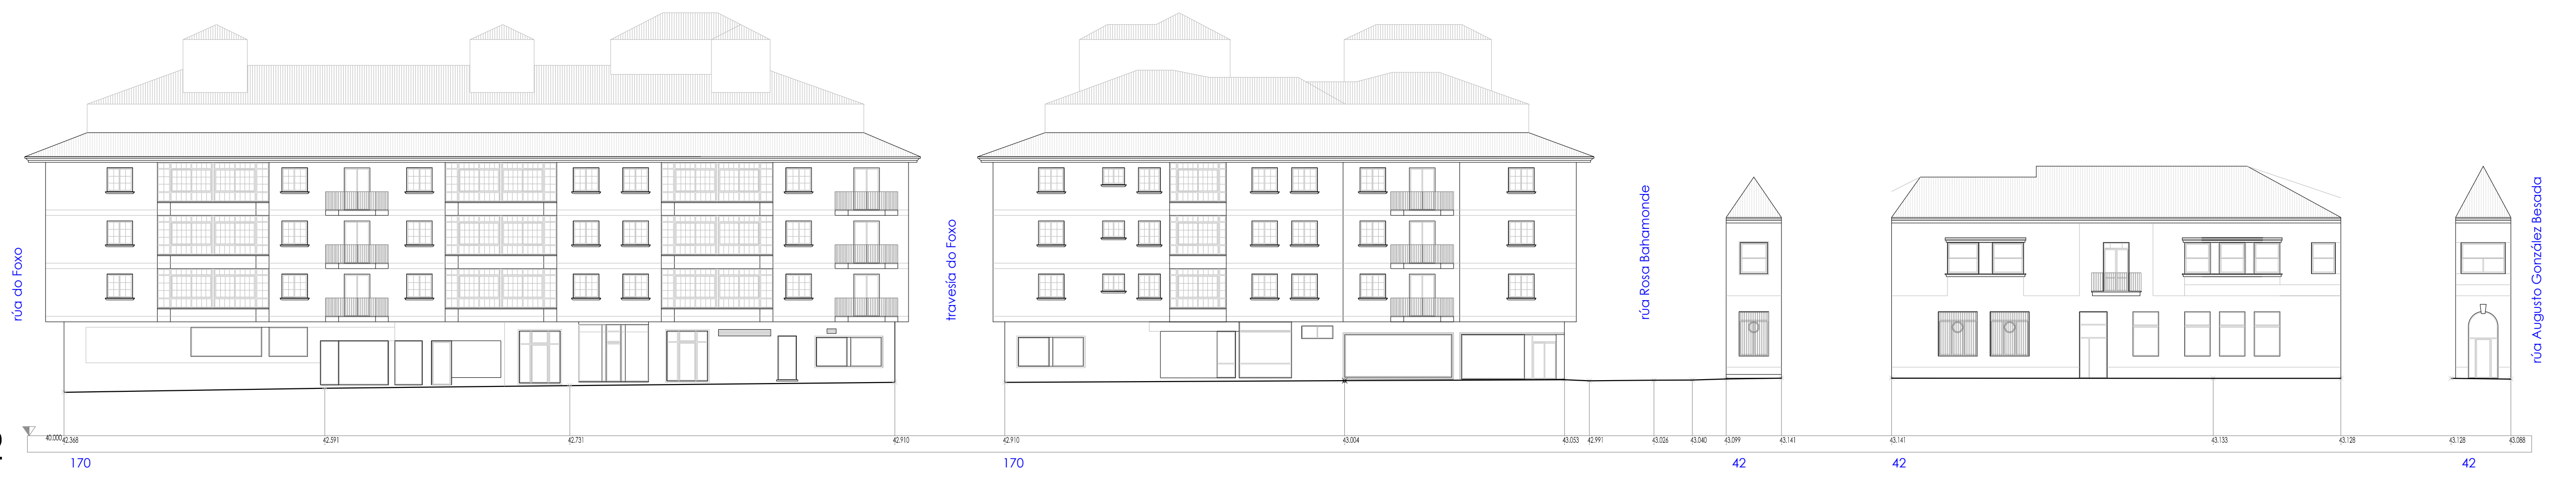 rúa do Foxo
travesía do Foxo
rúa Rosa Bahamonde
rúa Augusto González Besada
40.000 42.368 42.591 42.731 42.910 42.910 43.004 43.053 42.991 43.026 43.040 43.099 43.141 43.141 43.133 43.128 43.128 43.088
170 170 42 42 42